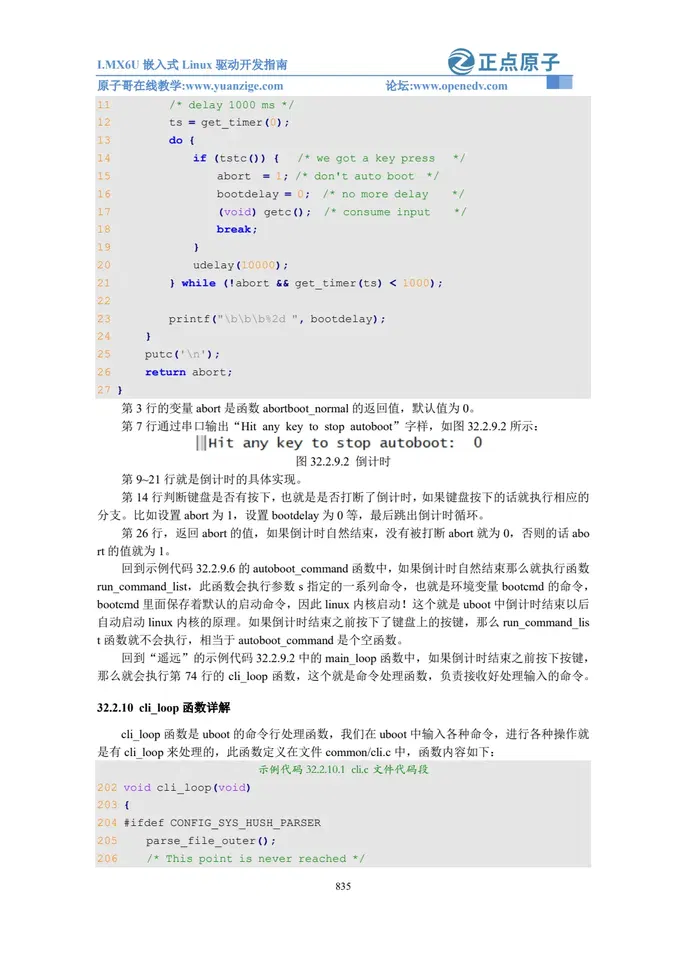 I.MX6U 嵌入式 Linux 驱动开发指南
正点原子
原子哥在线教学:www.yuanzige.com 论坛:www.openedv.com
11 /* delay 1000 ms */
12 ts = get_timer(0);
13 do {
14 if (tstc()) { /* we got a key press */
15 abort = 1; /* don't auto boot */
16 bootdelay = 0; /* no more delay */
17 (void) getc(); /* consume input */
18 break;
19 }
20 udelay(10000);
21 } while (!abort && get_timer(ts) < 1000);
22
23 printf("\b\b\b%2d ", bootdelay);
24 }
25 putc('\n');
26 return abort;
27 }
第 3 行的变量 abort 是函数 abortboot_normal 的返回值，默认值为 0。
第 7 行通过串口输出“Hit any key to stop autoboot”字样，如图 32.2.9.2 所示：
Hit any key to stop autoboot: 0
图 32.2.9.2 倒计时
第 9~21 行就是倒计时的具体实现。
第 14 行判断键盘是否有按下，也就是是否打断了倒计时，如果键盘按下的话就执行相应的
分支。比如设置 abort 为 1，设置 bootdelay 为 0 等，最后跳出倒计时循环。
第 26 行，返回 abort 的值，如果倒计时自然结束，没有被打断 abort 就为 0，否则的话 abo
rt 的值就为 1。
回到示例代码 32.2.9.6 的 autoboot_command 函数中，如果倒计时自然结束那么就执行函数
run_command_list，此函数会执行参数 s 指定的一系列命令，也就是环境变量 bootcmd 的命令，
bootcmd 里面保存着默认的启动命令，因此 linux 内核启动！这个就是 uboot 中倒计时结束以后
自动启动 linux 内核的原理。如果倒计时结束之前按下了键盘上的按键，那么 run_command_lis
t 函数就不会执行，相当于 autoboot_command 是个空函数。
回到“遥远”的示例代码 32.2.9.2 中的 main_loop 函数中，如果倒计时结束之前按下按键，
那么就会执行第 74 行的 cli_loop 函数，这个就是命令处理函数，负责接收好处理输入的命令。
32.2.10 cli_loop 函数详解
cli_loop 函数是 uboot 的命令行处理函数，我们在 uboot 中输入各种命令，进行各种操作就
是有 cli_loop 来处理的，此函数定义在文件 common/cli.c 中，函数内容如下：
示例代码 32.2.10.1 cli.c 文件代码段
202 void cli_loop(void)
203 {
204 #ifdef CONFIG_SYS_HUSH_PARSER
205 parse_file_outer();
206 /* This point is never reached */
835